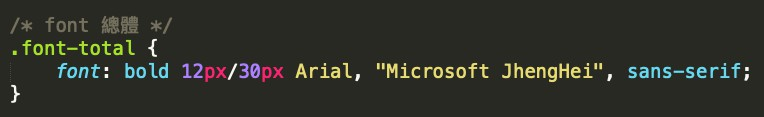 /* font 總體 */
.font-total {
    font: bold 12px/30px Arial, "Microsoft JhengHei", sans-serif;
}